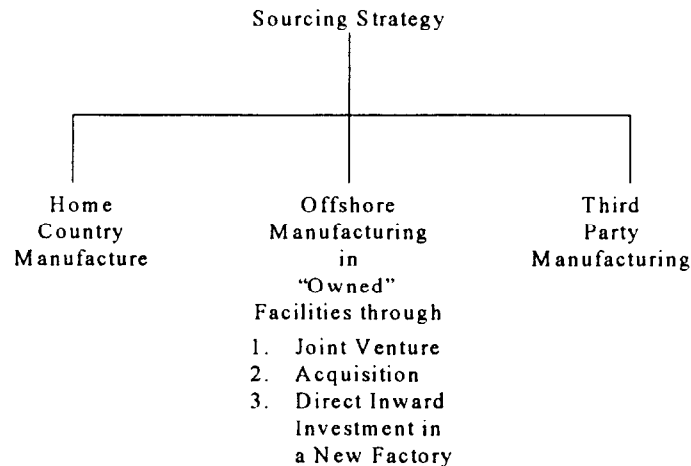 Sourcing Strategy
Home
Country
Manufacture
Offshore
Manufacturing
in
“Owned”
Facilities through
1. Joint Venture
2. Acquisition
3. Direct Inward
Investment in
a New Factory
Third
Party
Manufacturing